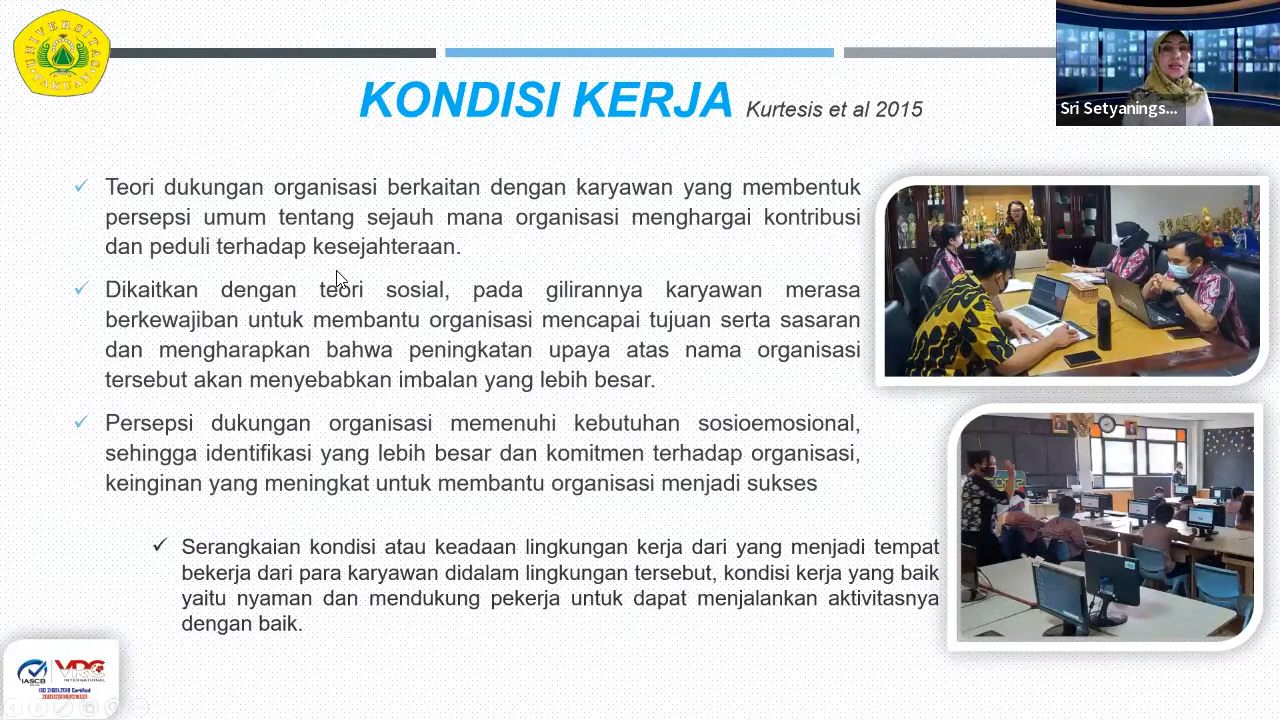 UNIVERSITAS
PAKUAN
KONDISI KERJA Kurtesis et al 2015
Sri Setyanings...
Teori dukungan organisasi berkaitan dengan karyawan yang membentuk
persepsi umum tentang sejauh mana organisasi menghargai kontribusi
dan peduli terhadap kesejahteraan.
Dikaitkan dengan teori sosial, pada gilirannya karyawan merasa
berkewajiban untuk membantu organisasi mencapai tujuan serta sasaran
dan mengharapkan bahwa peningkatan upaya atas nama organisasi
tersebut akan menyebabkan imbalan yang lebih besar.
Persepsi dukungan organisasi memenuhi kebutuhan sosioemosional,
sehingga identifikasi yang lebih besar dan komitmen terhadap organisasi,
keinginan yang meningkat untuk membantu organisasi menjadi sukses
Serangkaian kondisi atau keadaan lingkungan kerja dari yang menjadi tempat
bekerja dari para karyawan didalam lingkungan tersebut, kondisi kerja yang baik
yaitu nyaman dan mendukung pekerja untuk dapat menjalankan aktivitasnya
dengan baik.
IASCB
VRG
INTERNATIONAL